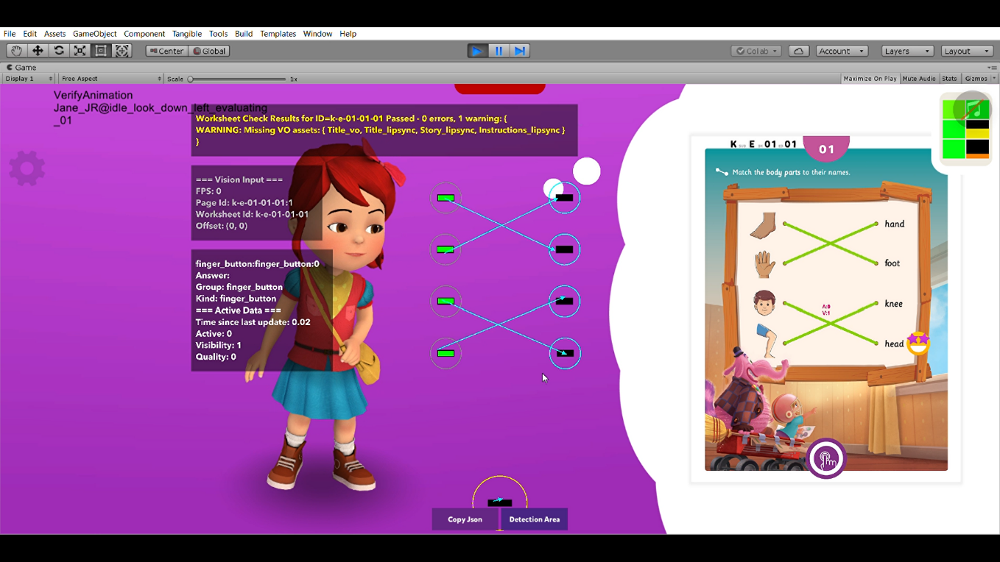 File Edit Assets GameObject Component Tangible Tools Build Templates Window Help
Center Global Collab Account Layers Layout
Game
Display 1 Free Aspect Scale 1x Maximize On Play Mute Audio Stats Gizmos
VerifyAnimation
Jane_JR@idle_look_down_left_evaluating
_01
Worksheet Check Results for ID=k-e-01-01-01 Passed - 0 errors, 1 warning: {
WARNING: Missing VO assets: { Title_vo, Title_lipsync, Story_lipsync, Instructions_lipsync }
}
=== Vision Input ===
FPS: 0
Page Id: k-e-01-01-01:1
Worksheet Id: k-e-01-01-01
Offset: (0, 0)
finger_button:finger_button:0
Answer:
Group: finger_button
Kind: finger_button
=== Active Data ===
Time since last update: 0.02
Active: 0
Visibility: 1
Quality: 0
Copy Json
Detection Area
K E 01 01
01
Match the body parts to their names.
hand
foot
knee
A:0
V:1
head